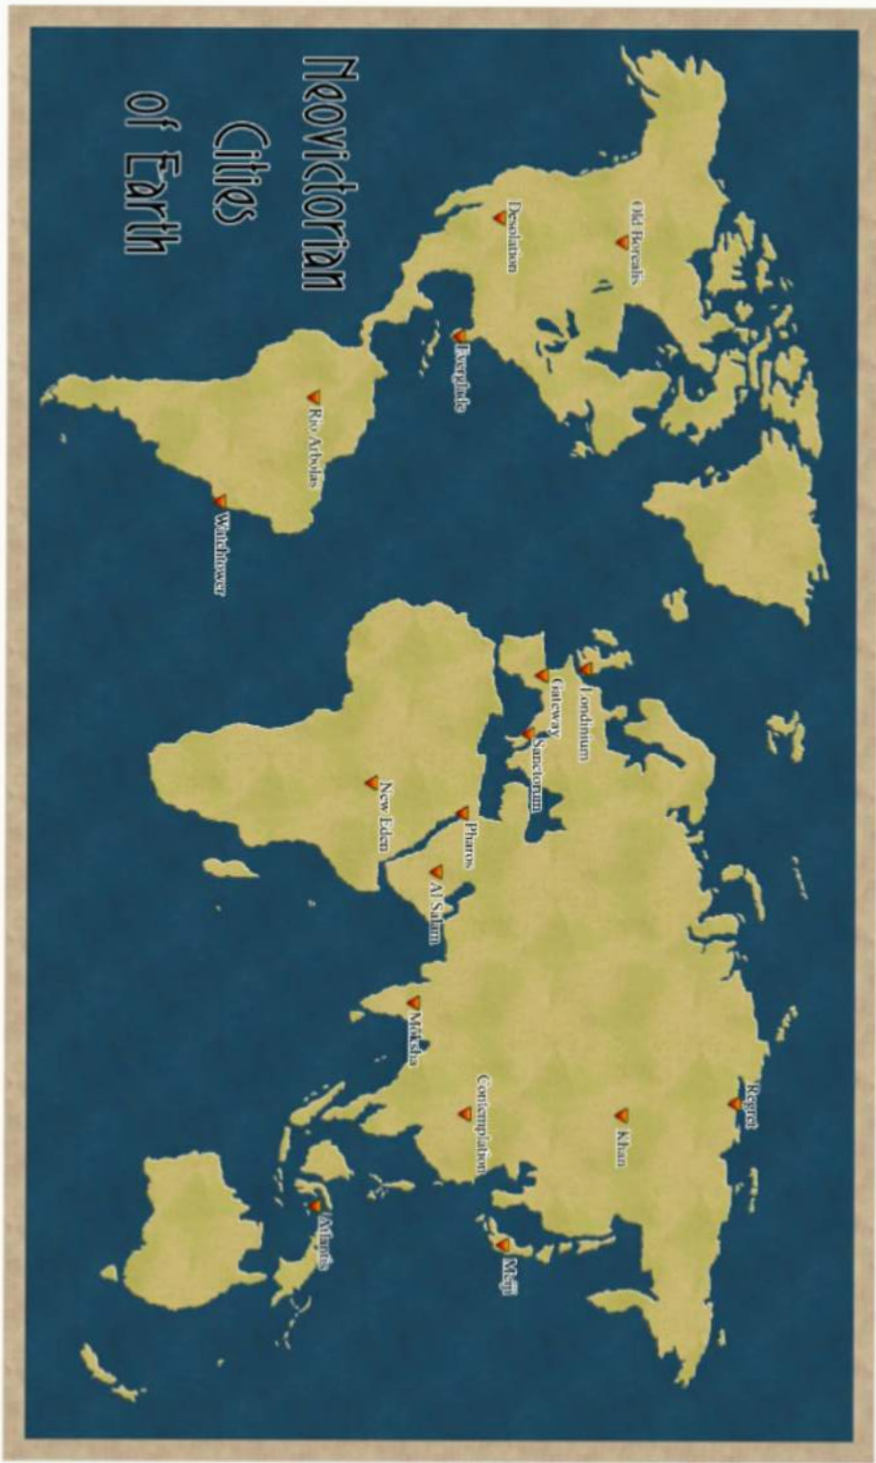 Neovictorian
Cities
of Earth
Old Borealis
Desolation
Everglade
Rio Arbolas
Watchtower
Londinium
Gateway
Sanctorum
New Eden
Pharos
Al Salam
Moksha
Contemplation
Regret
Khan
Atlantis
Meiji